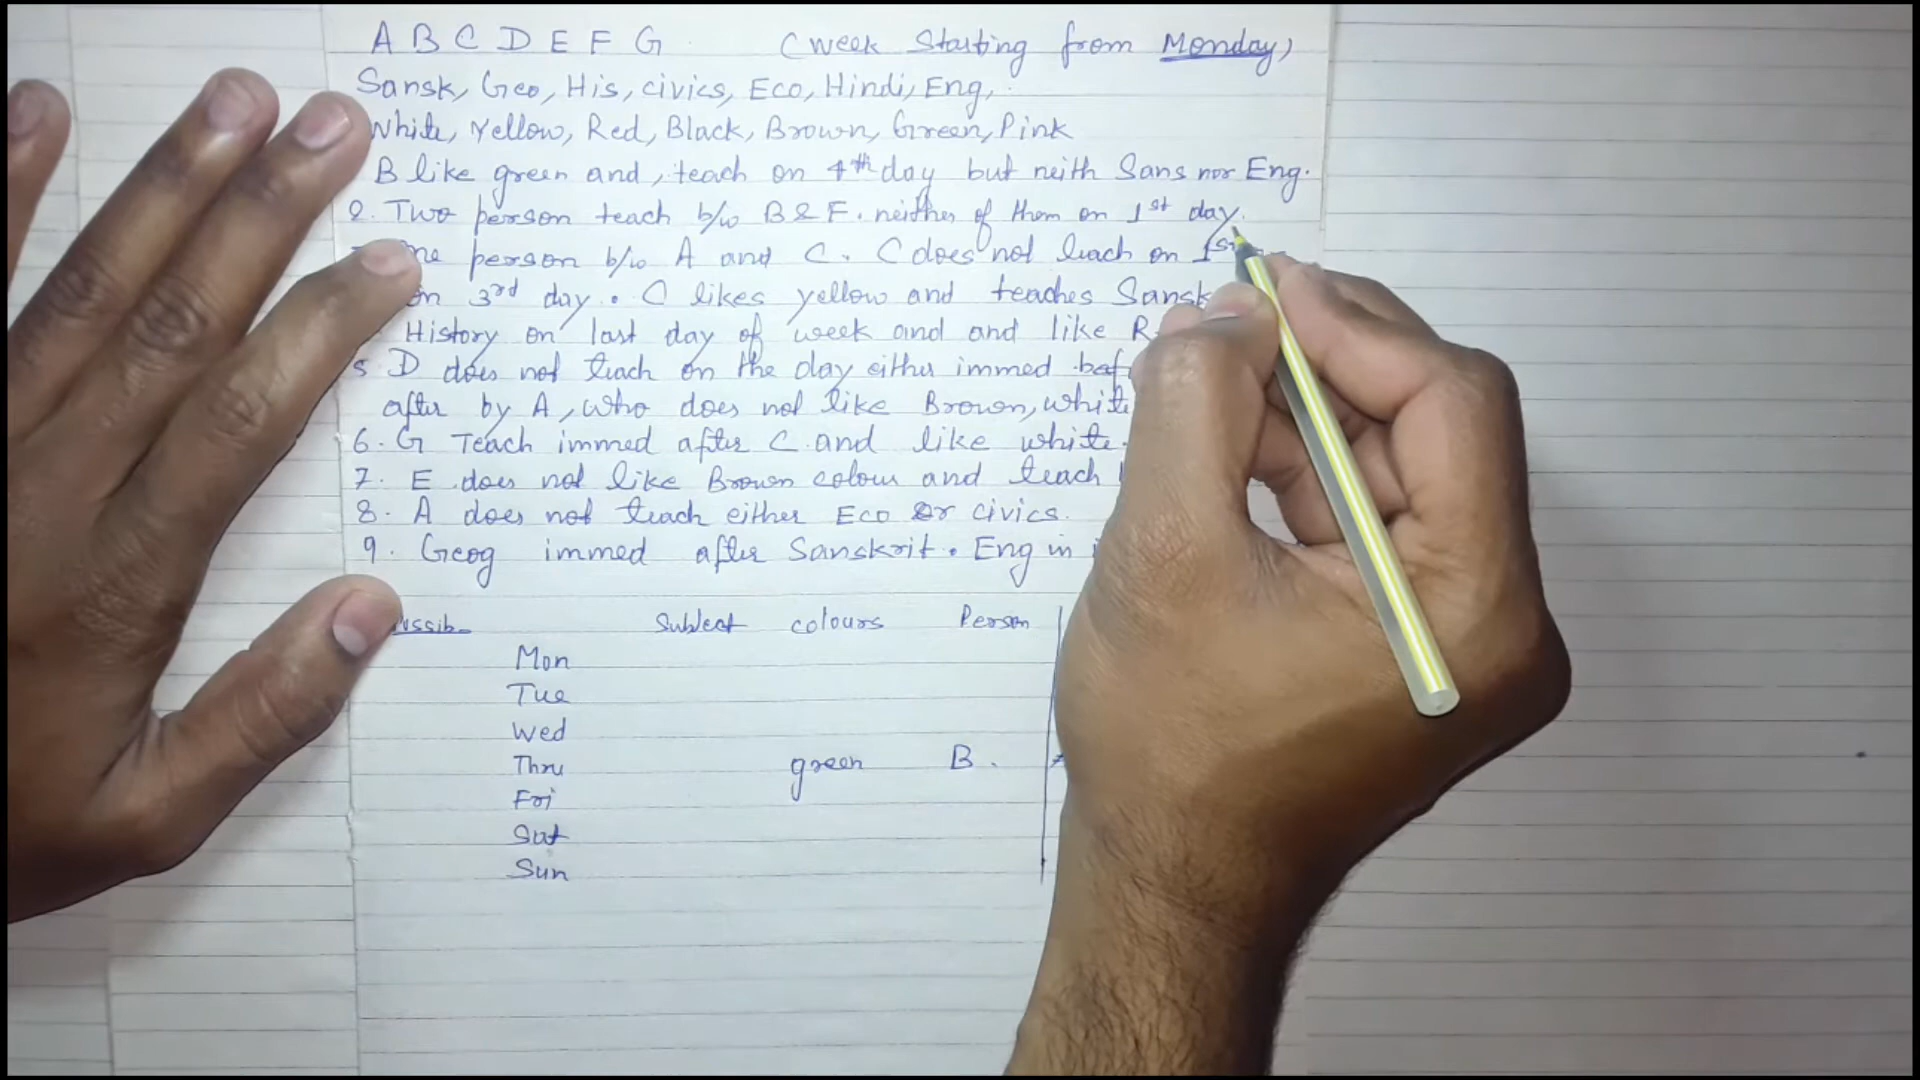 A B C D E F G (week Starting from Monday)
Sansk, Geo, His, civics, Eco, Hindi, Eng,
White, Yellow, Red, Black, Brown, Green, Pink
B like green and, teach on 4th day but neith Sans nor Eng.
2. Two person teach b/w B & F. neither of them on 1st day.
person b/w A and C. C does not teach on 1st
on 3rd day. C likes yellow and teaches Sansk
History on last day of week and and like R
5. D does not teach on the day either immed bef
after by A, who does not like Brown, white
6. G Teach immed after C and like white.
7. E does not like Brown colour and teach
8. A does not teach either Eco or civics.
9. Geog immed after Sanskrit. Eng in
Possib Subject colours Person
Mon
Tue
Wed
Thru green B.
Fri
Sat
Sun